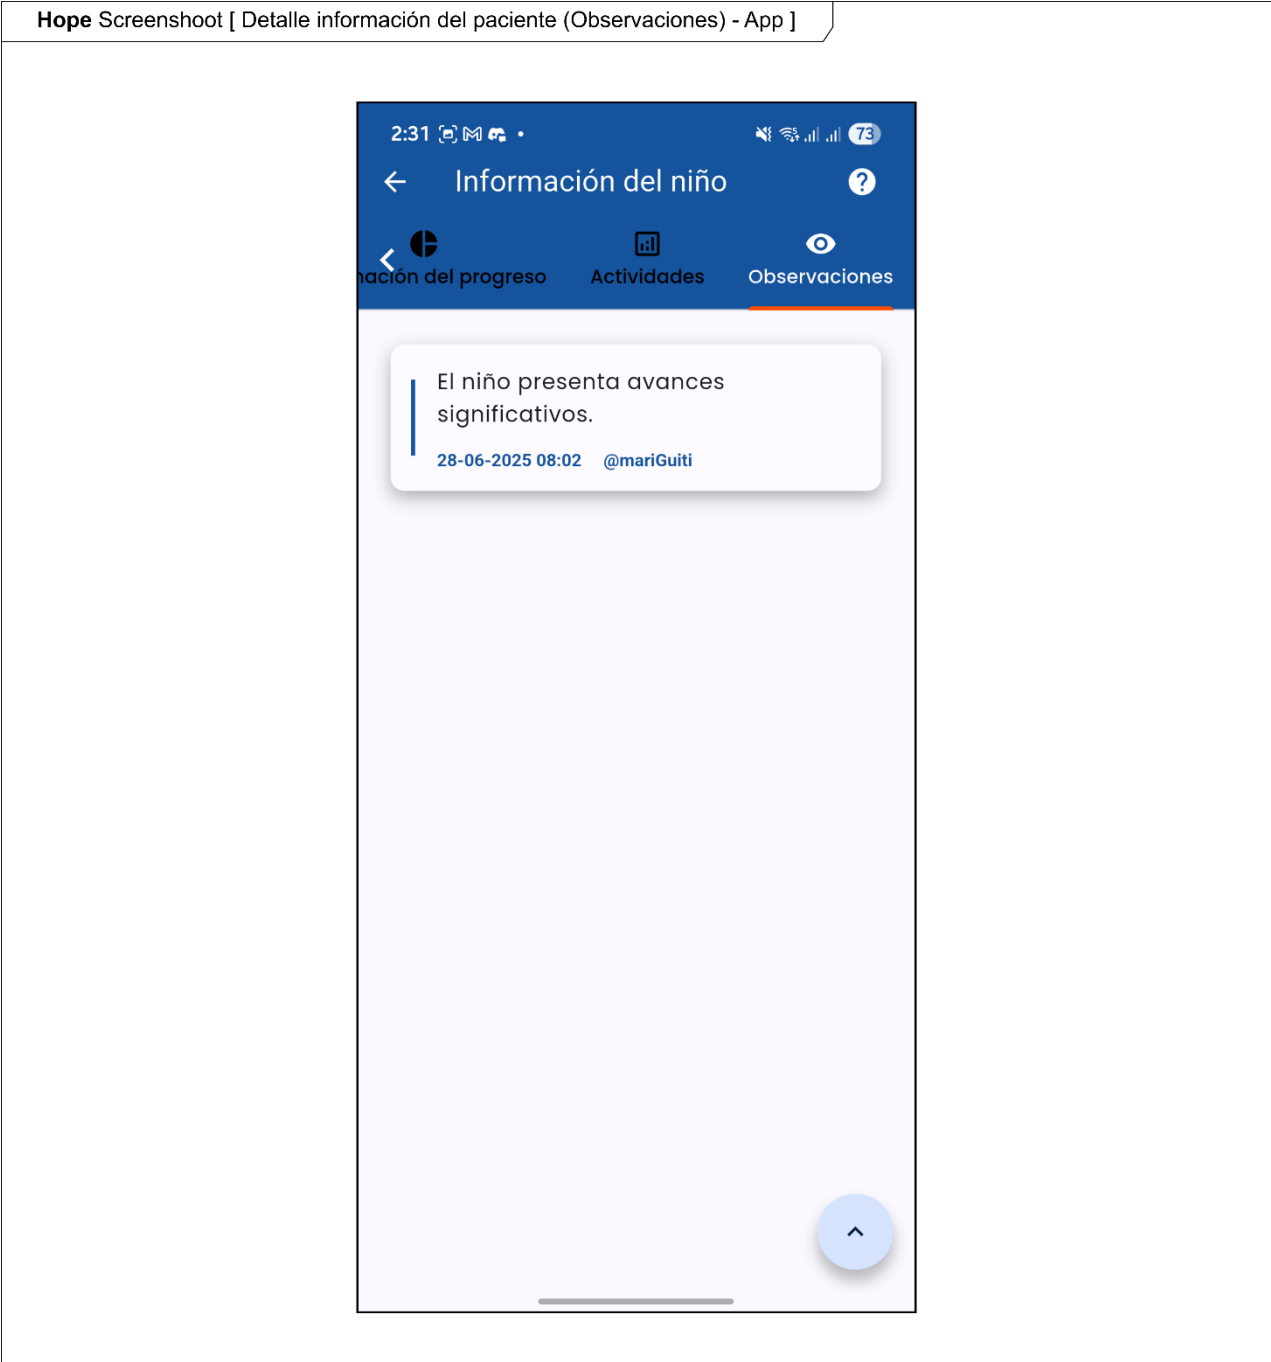 Hope Screenshoot [ Detalle información del paciente (Observaciones) - App ]
2:31
73
Información del niño
nación del progreso
Actividades
Observaciones
El niño presenta avances
significativos.
28-06-2025 08:02 @mariGuiti